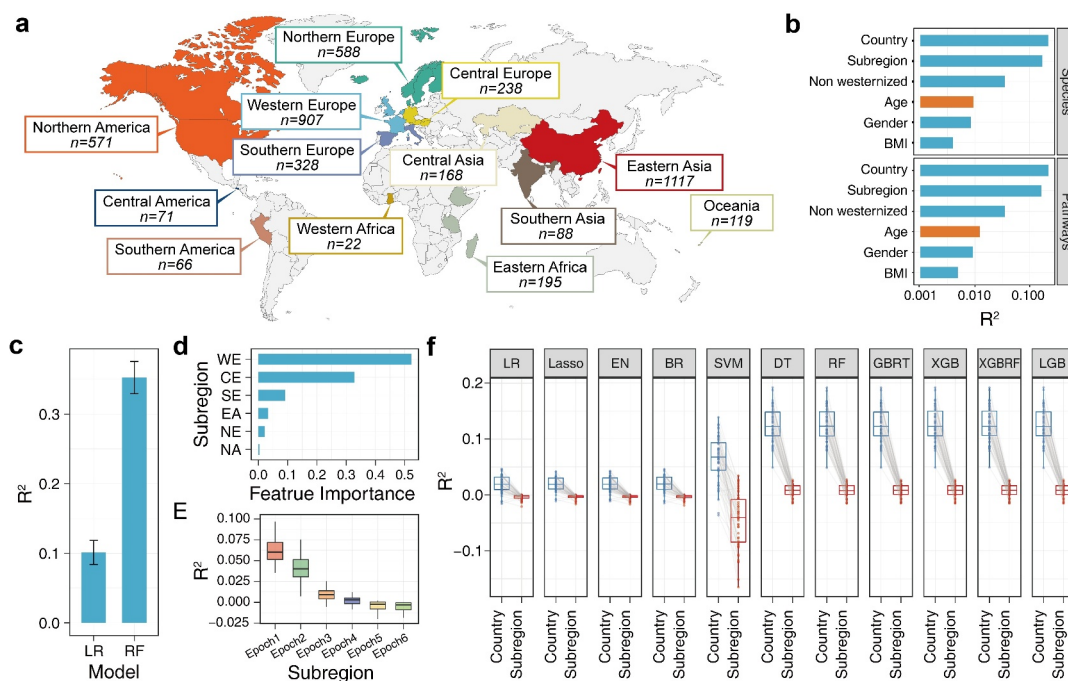 a
Northern Europe
n=588
Central Europe
n=238
Western Europe
n=907
Northern America
n=571
Southern Europe
n=328
Central Asia
n=168
Eastern Asia
n=1117
Central America
n=71
Western Africa
n=22
Southern Asia
n=88
Oceania
n=119
Southern America
n=66
Eastern Africa
n=195
b
Country
Subregion
Non westernized
Age
Gender
BMI
Species
Country
Subregion
Non westernized
Age
Gender
BMI
Pathways
0.001 0.010 0.100
R²
c
R²
0.3
0.2
0.1
0.0
LR RF
Model
d
Subregion
WE
CE
SE
EA
NE
NA
0.0 0.1 0.2 0.3 0.4 0.5
Featrue Importance
E
R²
0.100
0.075
0.050
0.025
0.000
−0.025
Epoch1 Epoch2 Epoch3 Epoch4 Epoch5 Epoch6
Subregion
f
LR Lasso EN BR SVM DT RF GBRT XGB XGBRF LGB
R²
0.2
0.1
0.0
−0.1
Country Subregion Country Subregion Country Subregion Country Subregion Country Subregion Country Subregion Country Subregion Country Subregion Country Subregion Country Subregion Country Subregion